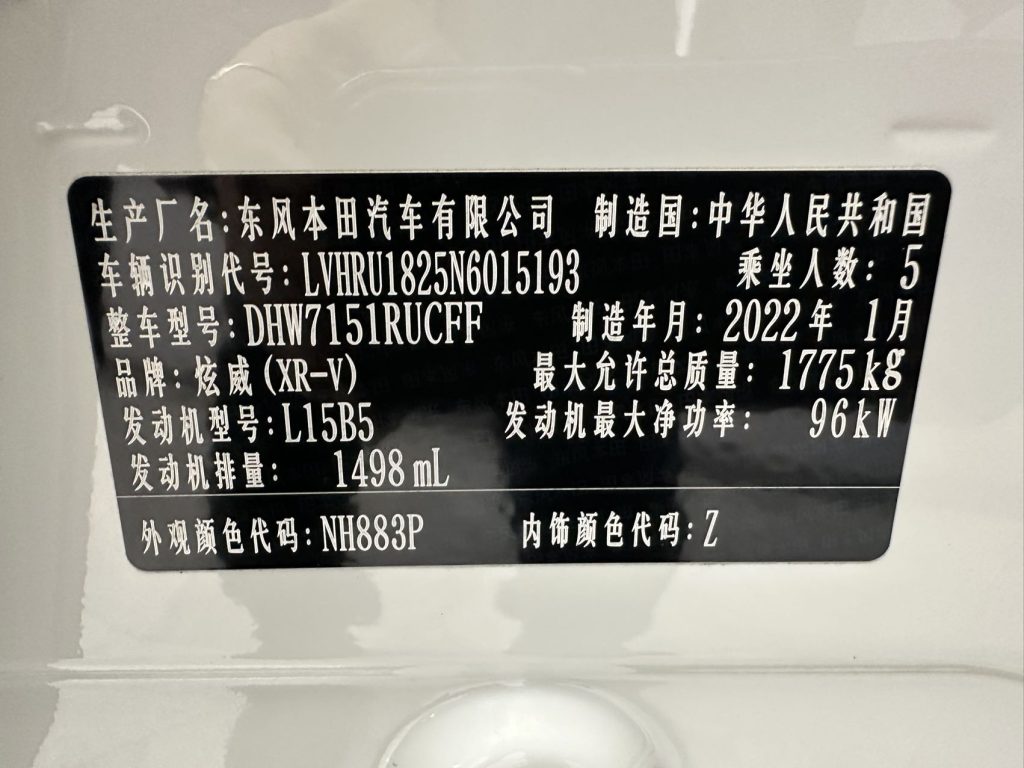 生产厂名:东风本田汽车有限公司 制造国:中华人民共和国
车辆识别代号:LVHRU1825N6015193 乘坐人数:5
整车型号:DHW7151RUCFF 制造年月:2022年 1月
品牌:炫威(XR-V) 最大允许总质量:1775kg
发动机型号:L15B5 发动机最大净功率: 96kW
发动机排量: 1498mL
外观颜色代码:NH883P 内饰颜色代码:Z